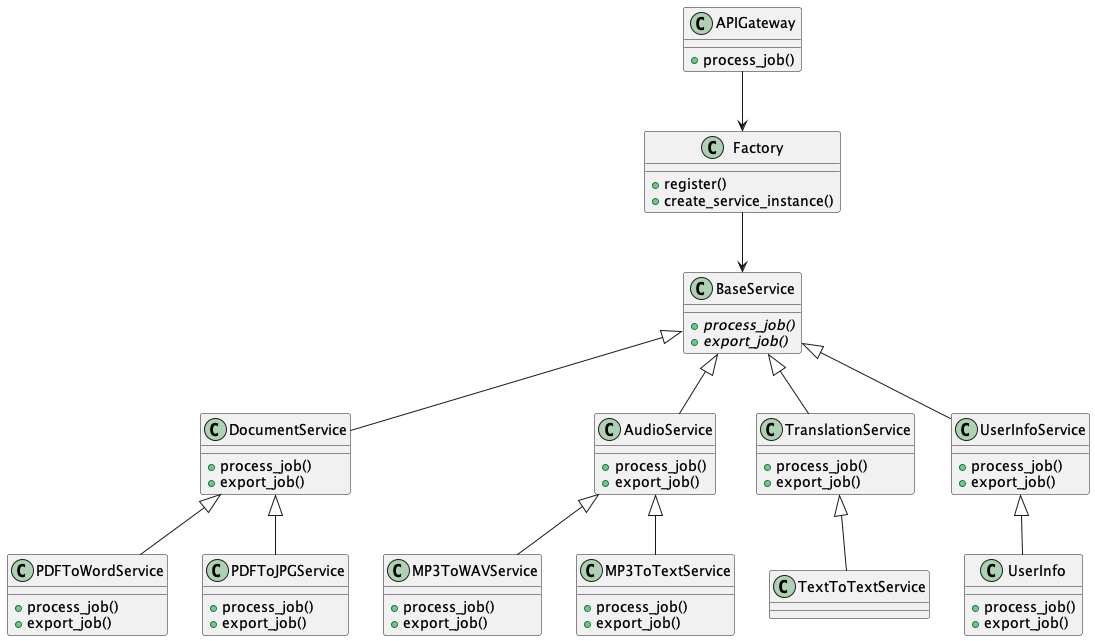 C APIGateway
process_job()
C Factory
register()
create_service_instance()
C BaseService
process_job()
export_job()
C DocumentService
process_job()
export_job()
C AudioService
process_job()
export_job()
C TranslationService
process_job()
export_job()
C UserInfoService
process_job()
export_job()
C PDFToWordService
process_job()
export_job()
C PDFToJPGService
process_job()
export_job()
C MP3ToWAVService
process_job()
export_job()
C MP3ToTextService
process_job()
export_job()
C TextToTextService
C UserInfo
process_job()
export_job()